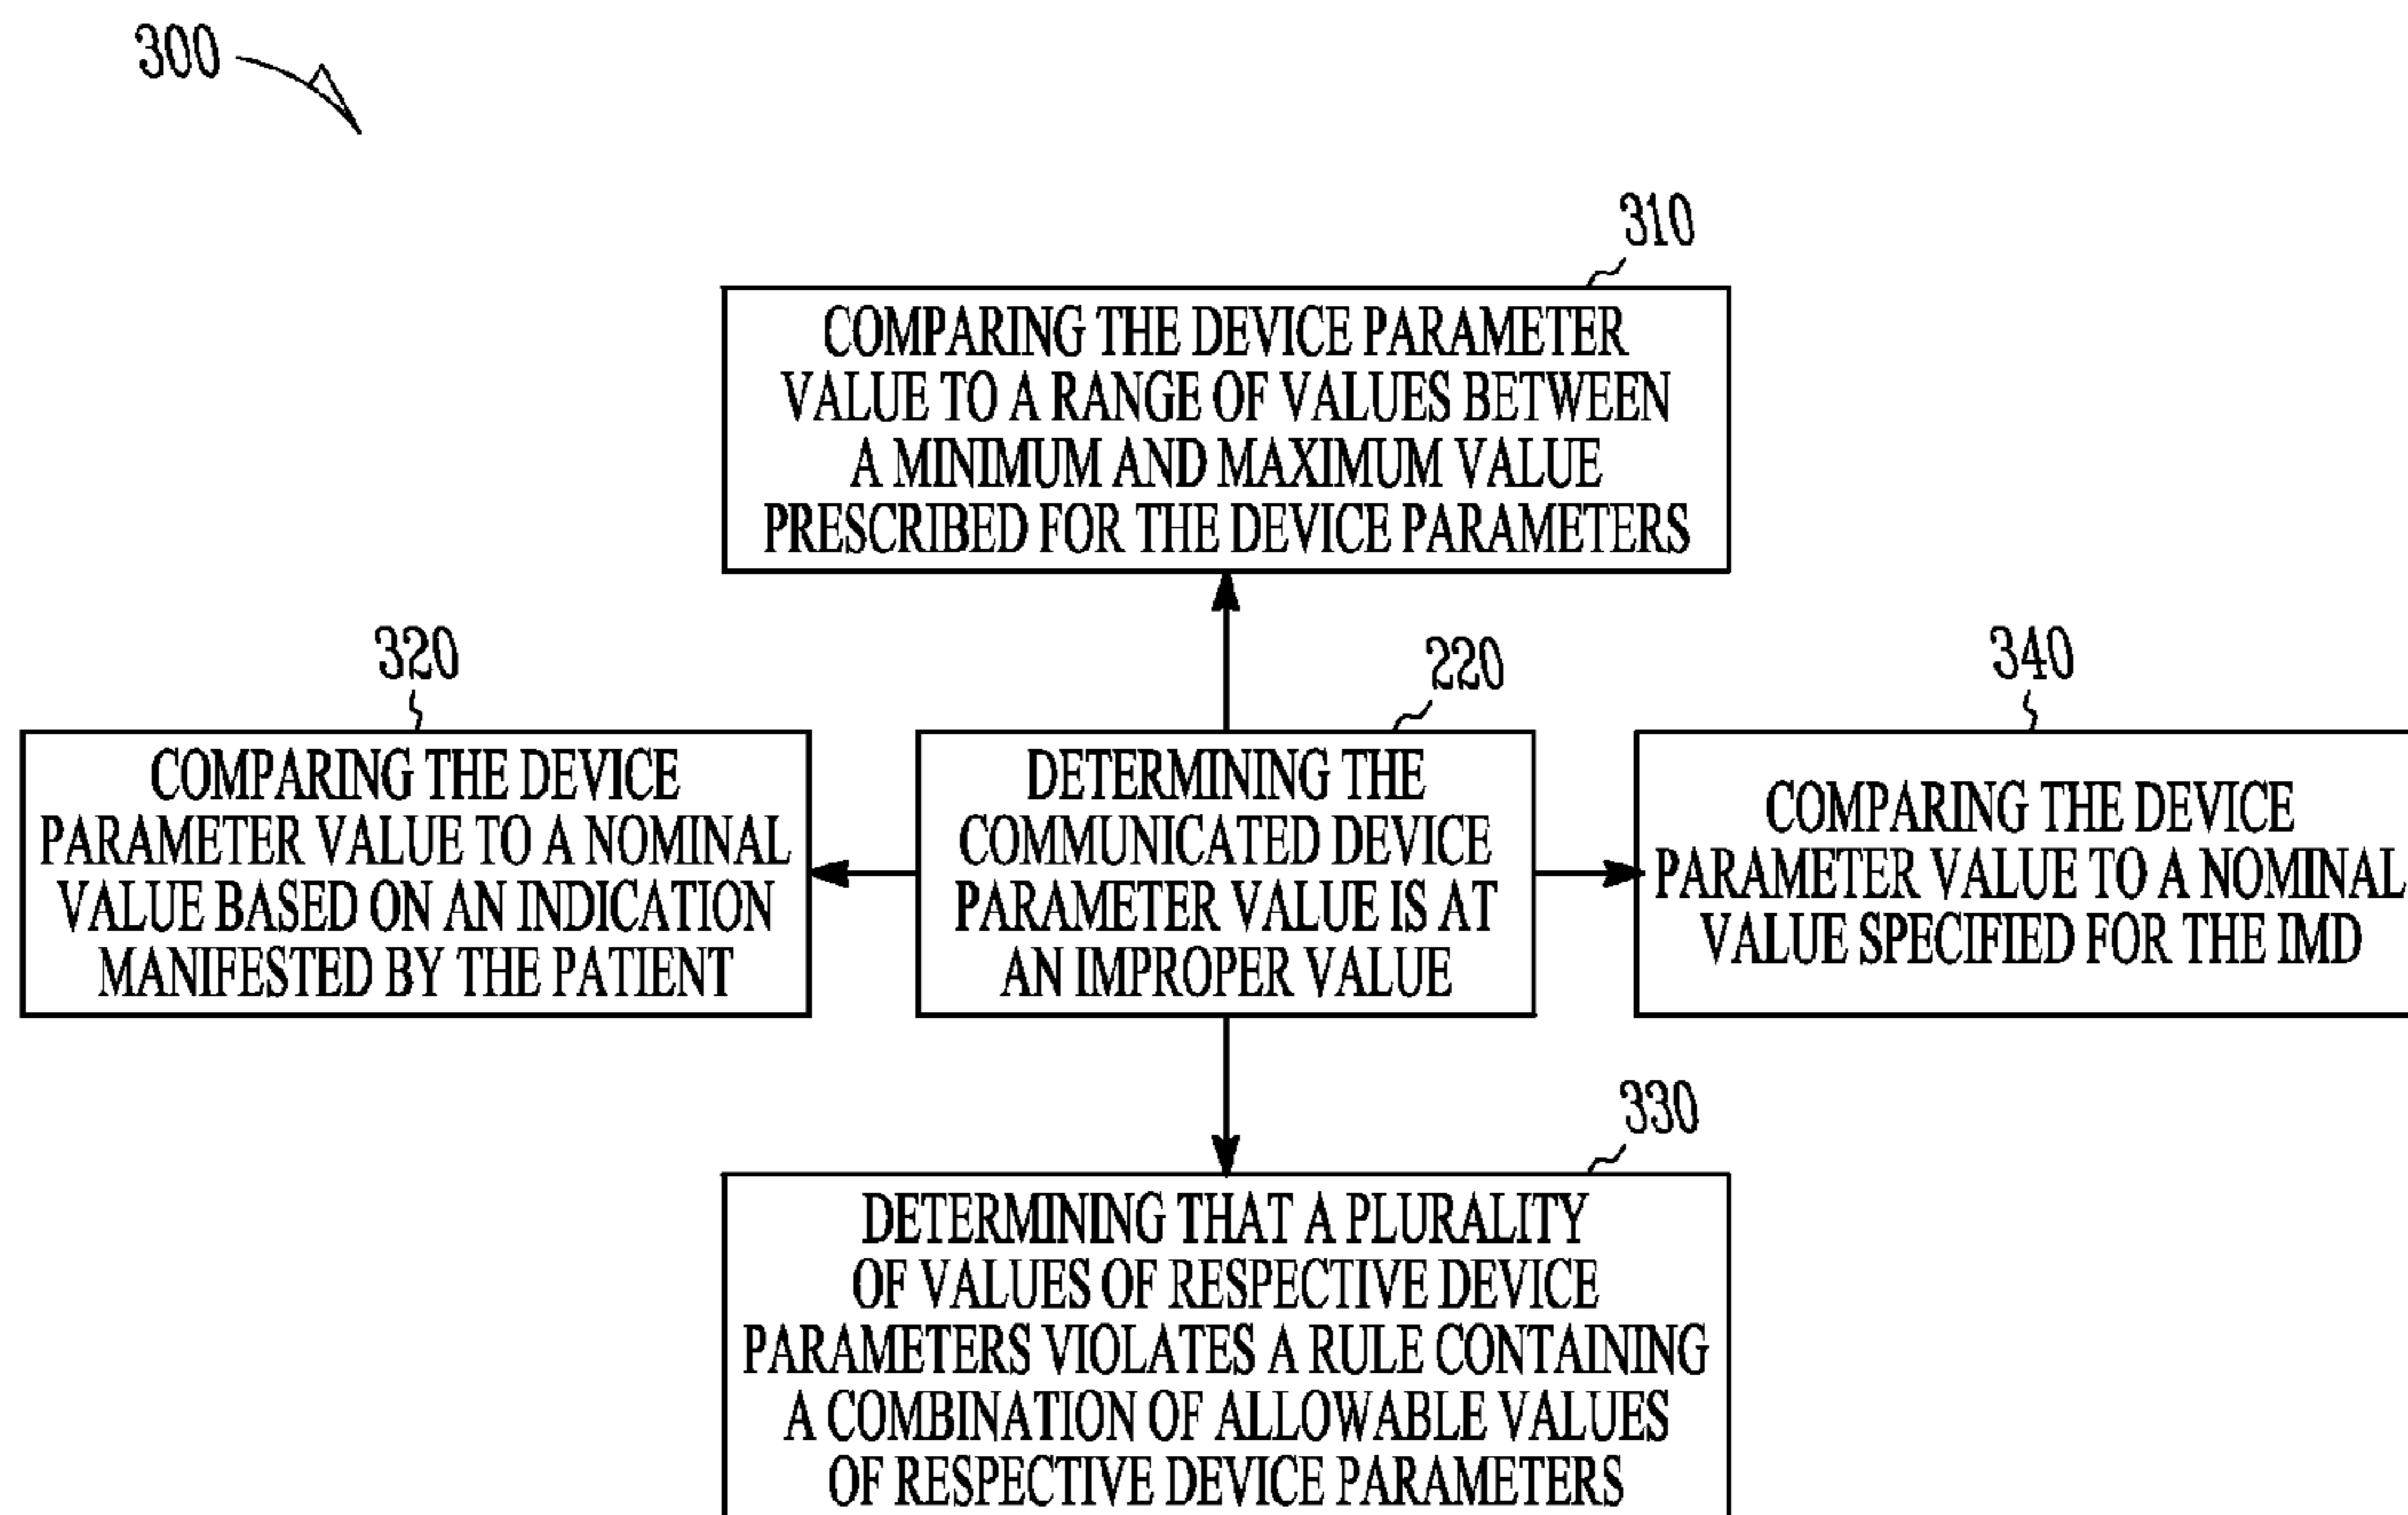 300
310
COMPARING THE DEVICE PARAMETER
VALUE TO A RANGE OF VALUES BETWEEN
A MINIMUM AND MAXIMUM VALUE
PRESCRIBED FOR THE DEVICE PARAMETERS
320
COMPARING THE DEVICE
PARAMETER VALUE TO A NOMINAL
VALUE BASED ON AN INDICATION
MANIFESTED BY THE PATIENT
220
DETERMINING THE
COMMUNICATED DEVICE
PARAMETER VALUE IS AT
AN IMPROPER VALUE
340
COMPARING THE DEVICE
PARAMETER VALUE TO A NOMINAL
VALUE SPECIFIED FOR THE IMD
330
DETERMINING THAT A PLURALITY
OF VALUES OF RESPECTIVE DEVICE
PARAMETERS VIOLATES A RULE CONTAINING
A COMBINATION OF ALLOWABLE VALUES
OF RESPECTIVE DEVICE PARAMETERS